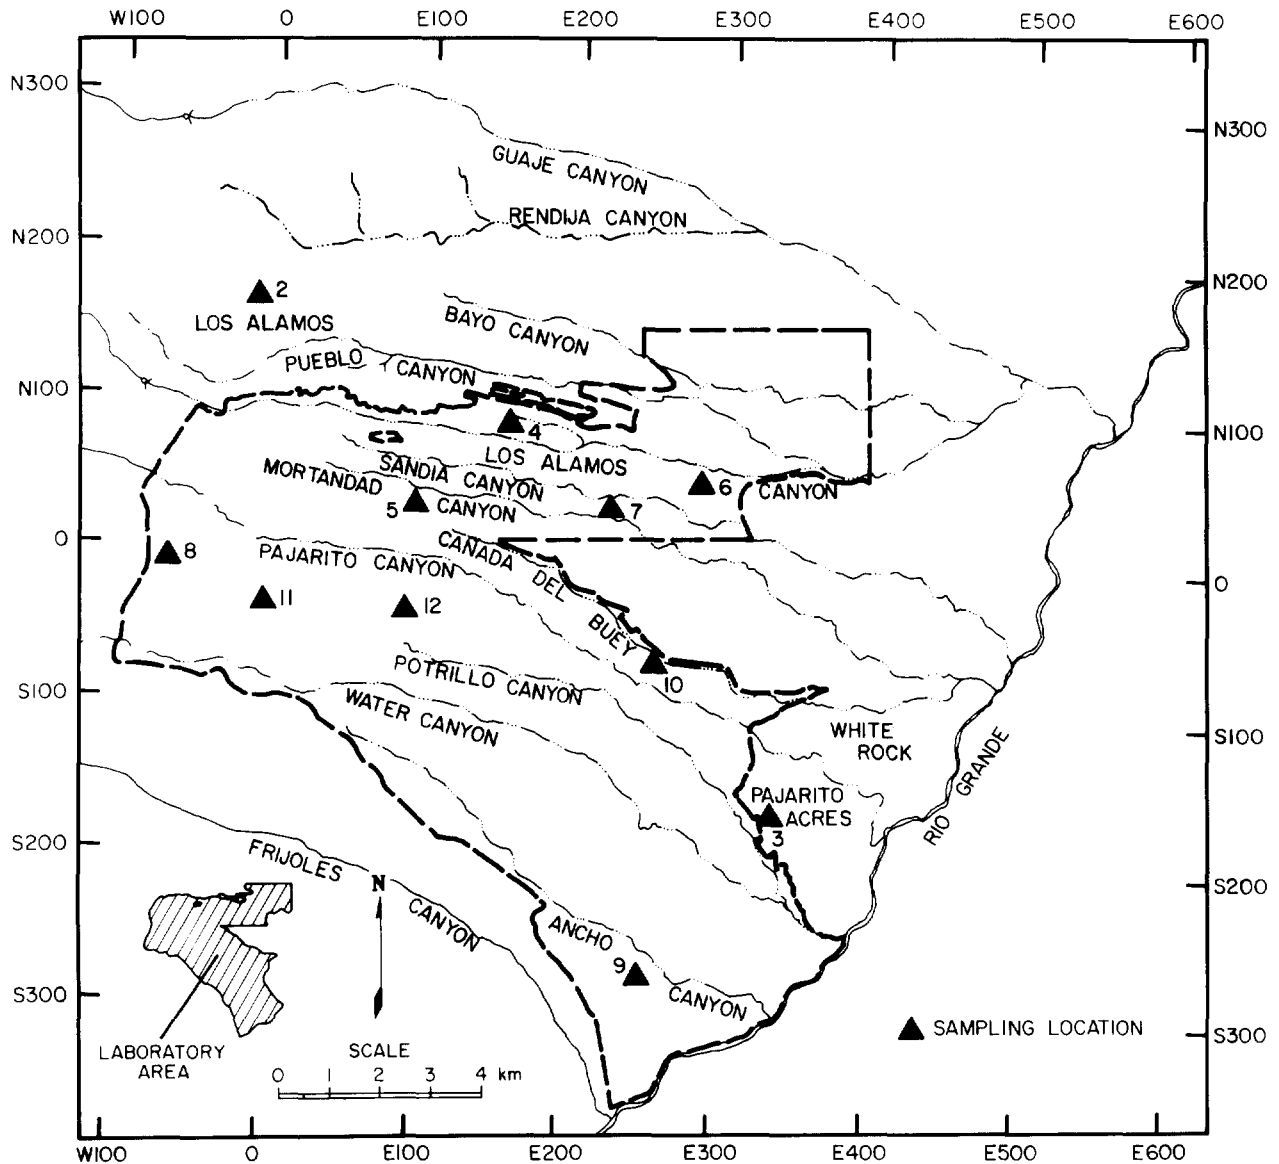 W100 0 E100 E200 E300 E400 E500 E600
N300
N300
GUAJE CANYON
RENDIJA CANYON
N200
N200
2
LOS ALAMOS
BAYO CANYON
PUEBLO CANYON
N100
4
N100
LOS ALAMOS
CANYON
SANDIA CANYON
MORTANDAD
CANYON
5
6
7
0
CAÑADA DEL BUEY
PAJARITO CANYON
8
11
12
0
10
POTRILLO CANYON
S100
WATER CANYON
WHITE
ROCK
S100
PAJARITO
ACRES
3
RIO GRANDE
S200
FRIJOLES
CANYON
N
S200
ANCHO
CANYON
9
S300
SAMPLING LOCATION
S300
LABORATORY
AREA
SCALE
0 1 2 3 4 km
W100 0 E100 E200 E300 E400 E500 E600